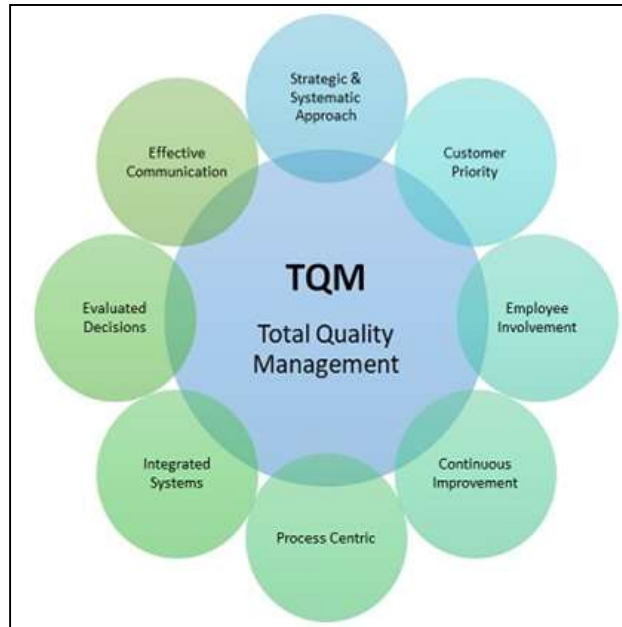 Strategic &
Systematic
Approach
Customer
Priority
Employee
Involvement
Continuous
Improvement
Process Centric
Integrated
Systems
Evaluated
Decisions
Effective
Communication
TQM
Total Quality
Management